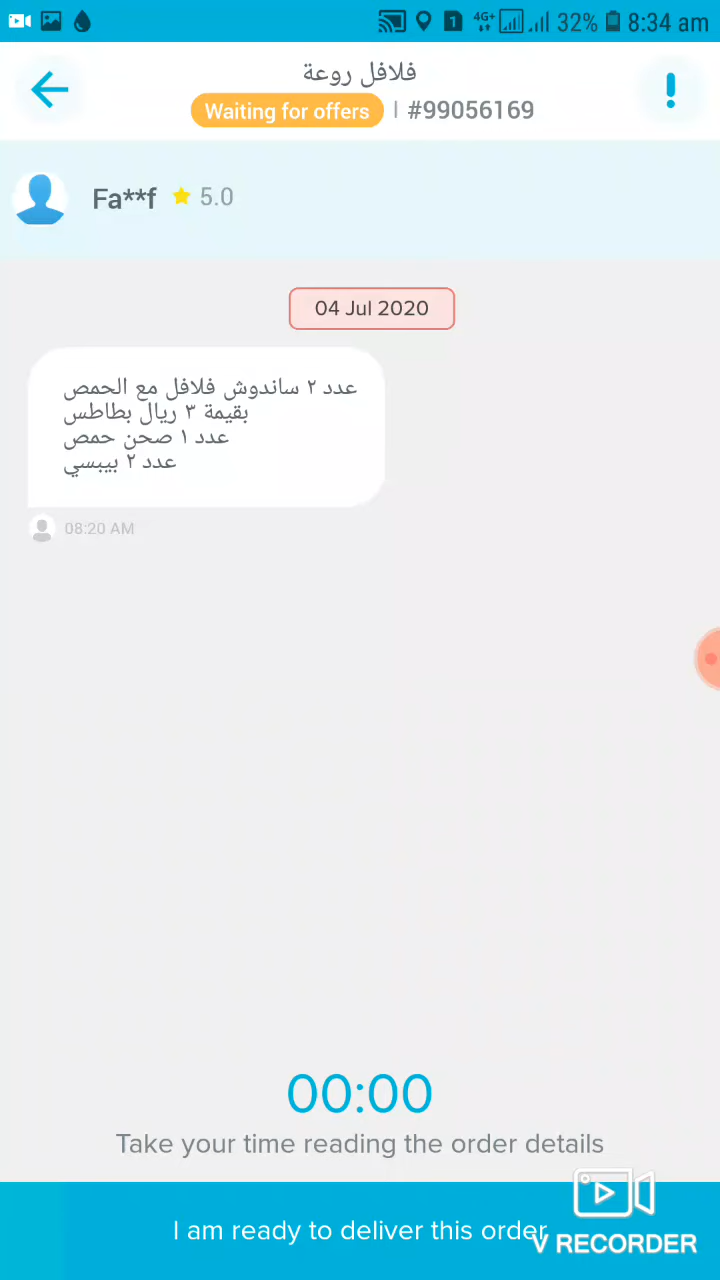 4G+ 32% 8:34 am
1
فلافل روعة
Waiting for offers | #99056169
Fa**f 5.0
04 Jul 2020
عدد ٢ ساندوش فلافل مع الحمص
بقيمة ٣ ريال بطاطس
عدد ١ صحن حمص
عدد ٢ بيبسي
08:20 AM
00:00
Take your time reading the order details
I am ready to deliver this order
V RECORDER